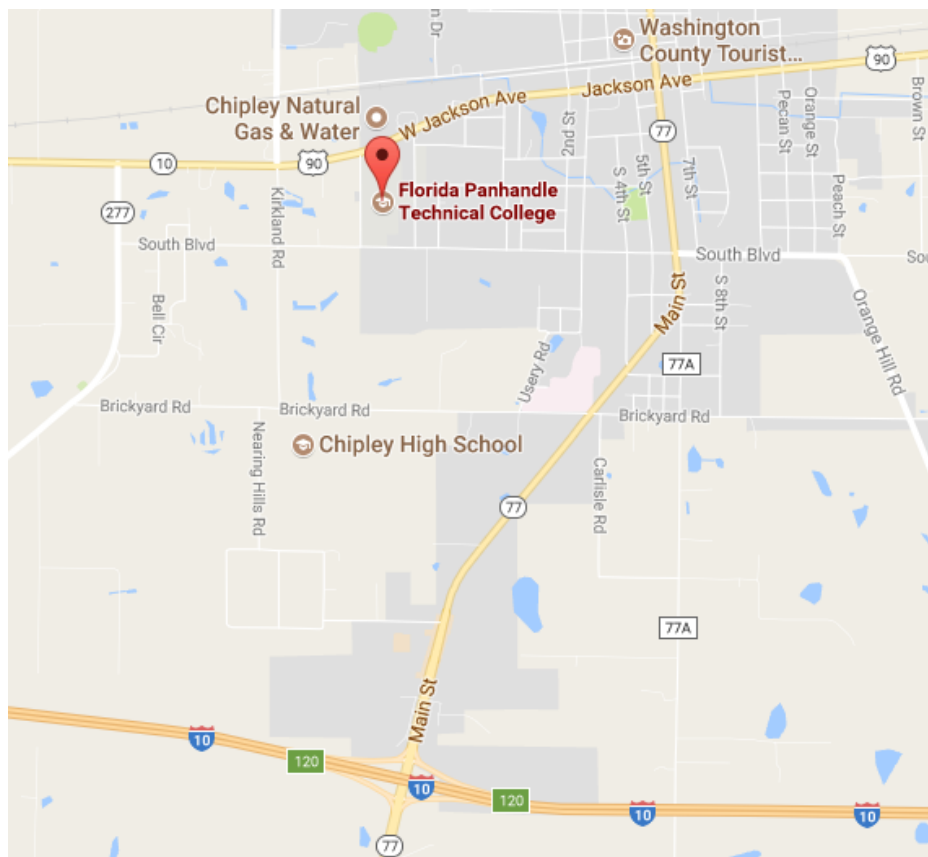 Washington
County Tourist...
90
Jackson Ave
Chipley Natural
Gas & Water
W Jackson Ave
2nd St
77
Pecan St
Orange St
Brown St
10
90
Florida Panhandle
Technical College
S 4th St
5th St
7th St
Peach St
277
Kirkland Rd
South Blvd
South Blvd
Sou
Bell Cir
Main St
S 8th St
Orange Hill Rd
Usery Rd
77A
Brickyard Rd
Brickyard Rd
Brickyard Rd
Nearing Hills Rd
Chipley High School
Carlisle Rd
77
77A
Main St
10
120
10
120
10
10
77